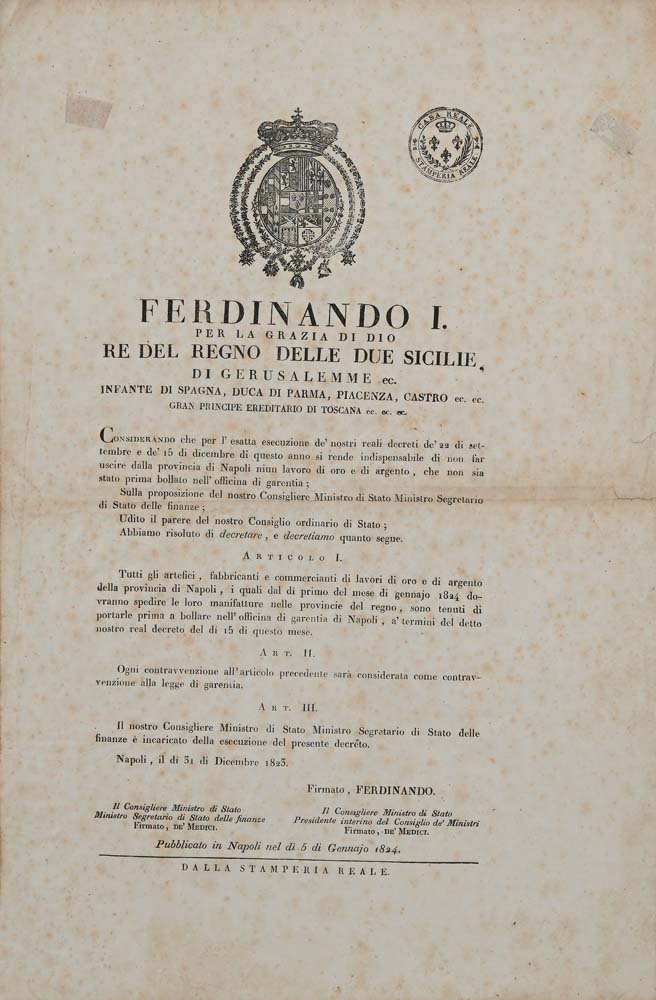 CASA REALE
STAMPERIA REALE
FERDINANDO I.
PER LA GRAZIA DI DIO
RE DEL REGNO DELLE DUE SICILIE,
DI GERUSALEMME ec.
INFANTE DI SPAGNA, DUCA DI PARMA, PIACENZA, CASTRO ec. ec.
GRAN PRINCIPE EREDITARIO DI TOSCANA ec. ec. ec.
CONSIDERANDO che per l'esatta esecuzione de' nostri reali decreti de' 22 di set-
tembre e de' 15 di dicembre di questo anno si rende indispensabile di non far
uscire dalla provincia di Napoli niun lavoro di oro e di argento, che non sia
stato prima bollato nell'officina di garentia;
Sulla proposizione del nostro Consigliere Ministro di Stato Ministro Segretario
di Stato delle finanze;
Udito il parere del nostro Consiglio ordinario di Stato;
Abbiamo risoluto di decretare, e decretiamo quanto segue.
ARTICOLO I.
Tutti gli artefici, fabbricanti e commercianti di lavori di oro e di argento
della provincia di Napoli, i quali dal dì primo del mese di gennajo 1824 do-
vranno spedire le loro manifatture nelle provincie del regno, sono tenuti di
portarle prima a bollare nell'officina di garentia di Napoli, a' termini del detto
nostro real decreto del dì 15 di questo mese.
ART. II.
Ogni contravvenzione all'articolo precedente sarà considerata come contrav-
venzione alla legge di garentia.
ART. III.
Il nostro Consigliere Ministro di Stato Ministro Segretario di Stato delle
finanze è incaricato della esecuzione del presente decreto.
Napoli, il dì 31 di Dicembre 1823.
Firmato, FERDINANDO.
Il Consigliere Ministro di Stato
Ministro Segretario di Stato delle finanze
Firmato, DE' MEDICI.
Il Consigliere Ministro di Stato
Presidente interino del Consiglio de' Ministri
Firmato, DE' MEDICI.
Pubblicato in Napoli nel dì 5 di Gennajo 1824.
DALLA STAMPERIA REALE.